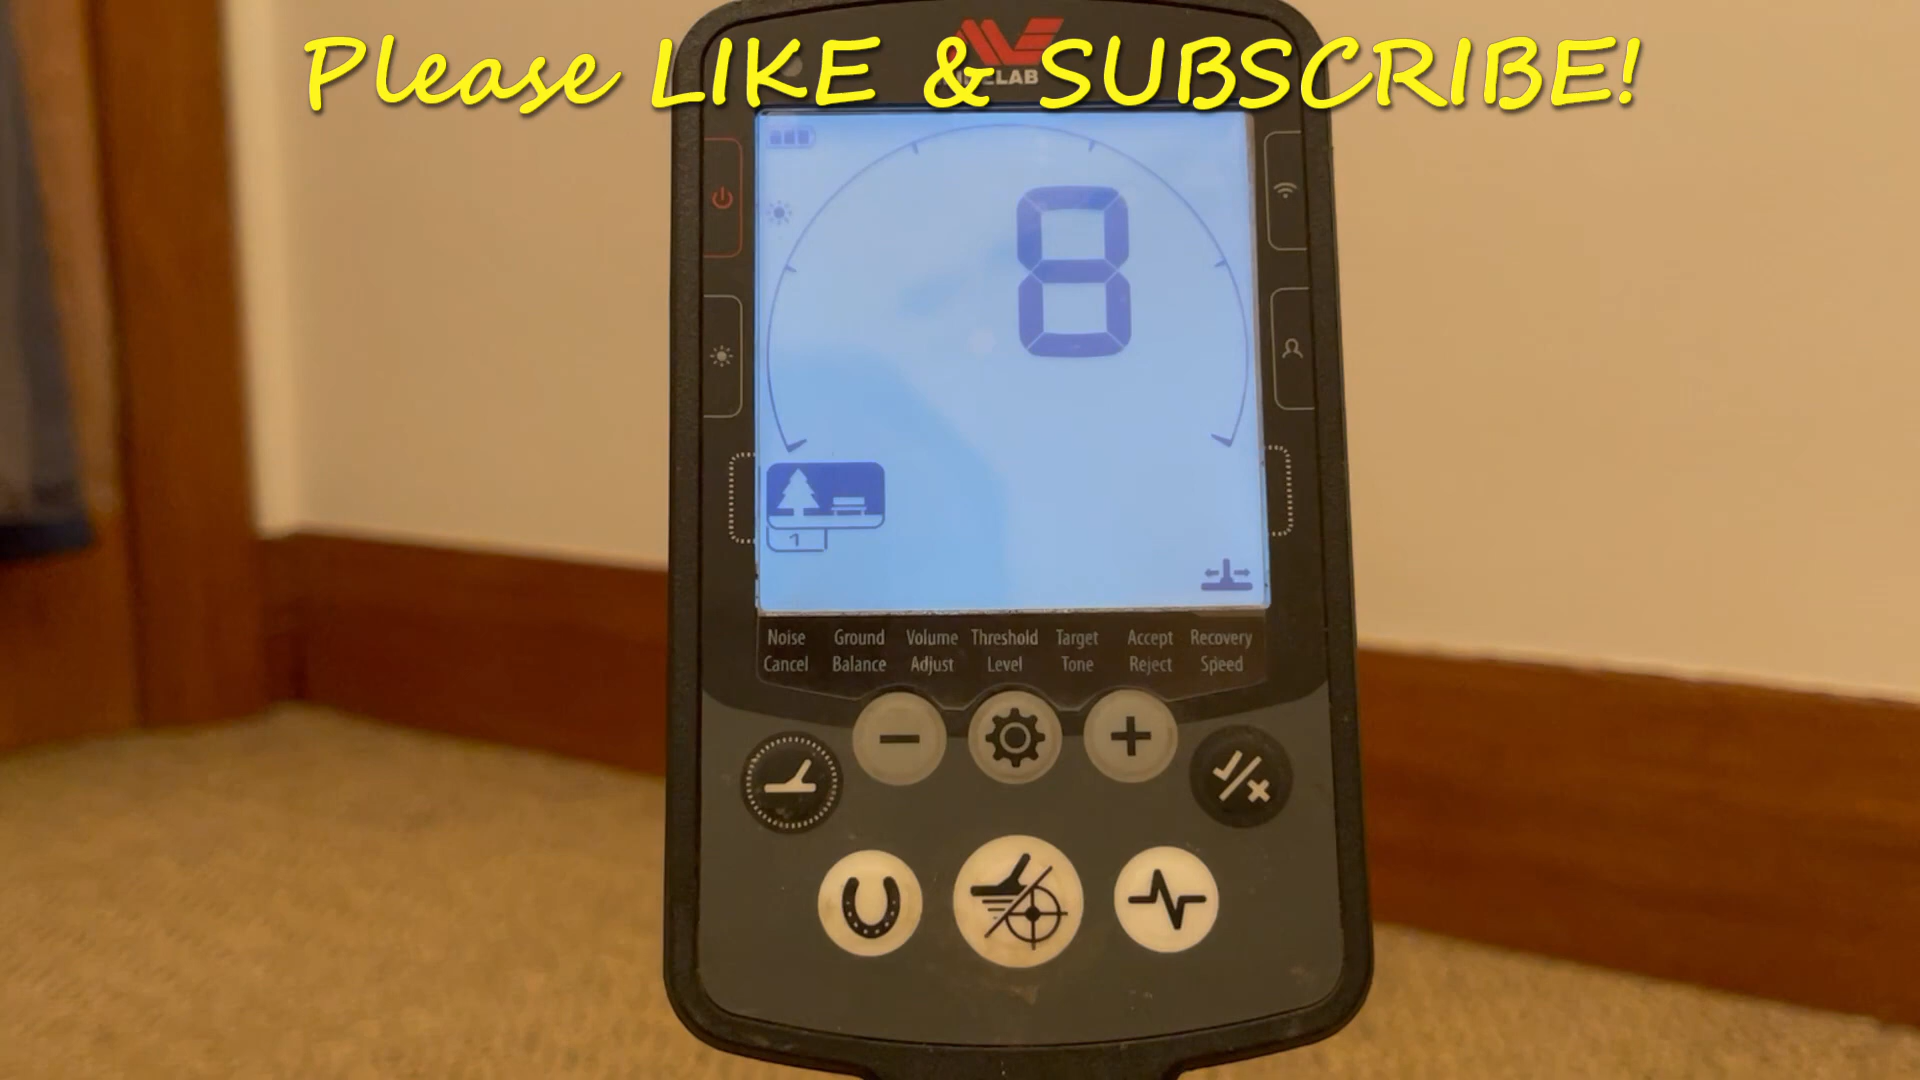 Please LIKE & SUBSCRIBE!
8
1
Noise Cancel
Ground Balance
Volume Adjust
Threshold Level
Target Tone
Accept Reject
Recovery Speed